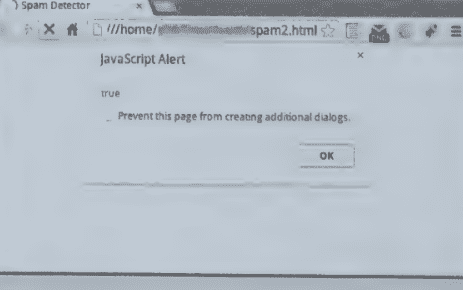 Spam Detector
///home/ spam2.html
JavaScript Alert
true
Prevent this page from creating additional dialogs.
OK